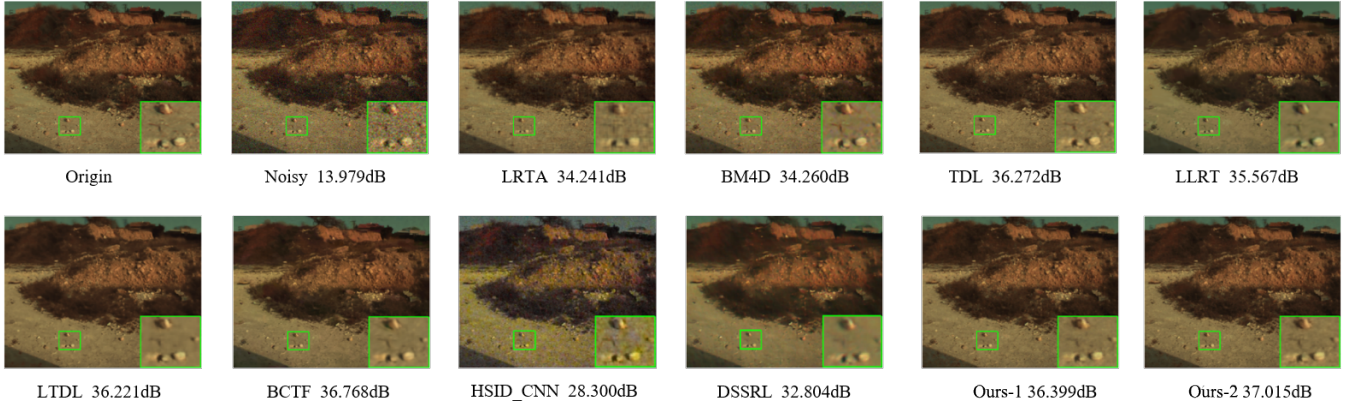 Origin
Noisy 13.979dB
LRTA 34.241dB
BM4D 34.260dB
TDL 36.272dB
LLRT 35.567dB
LTDL 36.221dB
BCTF 36.768dB
HSID_CNN 28.300dB
DSSRL 32.804dB
Ours-1 36.399dB
Ours-2 37.015dB